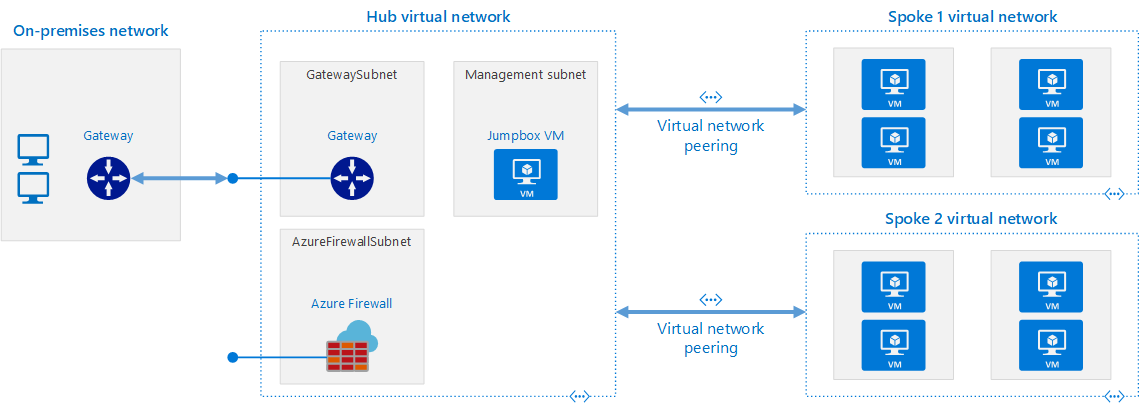 On-premises network
Gateway
Hub virtual network
GatewaySubnet
Gateway
Management subnet
Jumpbox VM
VM
AzureFirewallSubnet
Azure Firewall
Virtual network
peering
Virtual network
peering
Spoke 1 virtual network
VM
VM
VM
VM
Spoke 2 virtual network
VM
VM
VM
VM